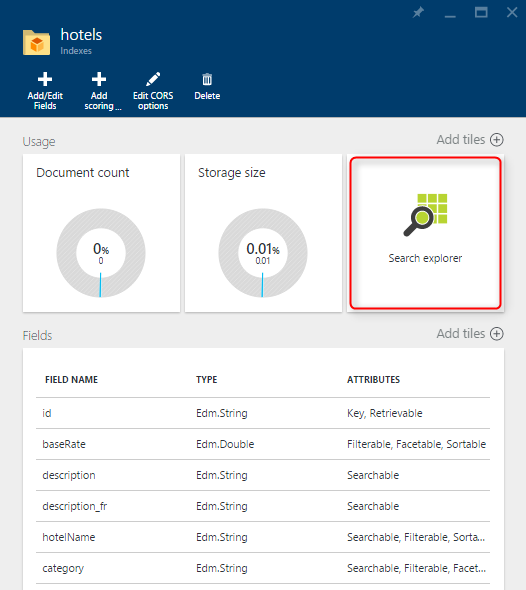 hotels
Indexes
Add/Edit Fields
Add scoring ...
Edit CORS options
Delete
Usage
Add tiles
Document count
0%
0
Storage size
0.01%
0.01
Search explorer
Fields
Add tiles
FIELD NAME TYPE ATTRIBUTES
id Edm.String Key, Retrievable
baseRate Edm.Double Filterable, Facetable, Sortable
description Edm.String Searchable
description_fr Edm.String Searchable
hotelName Edm.String Searchable, Filterable, Sorta...
category Edm.String Searchable, Filterable, Facet...